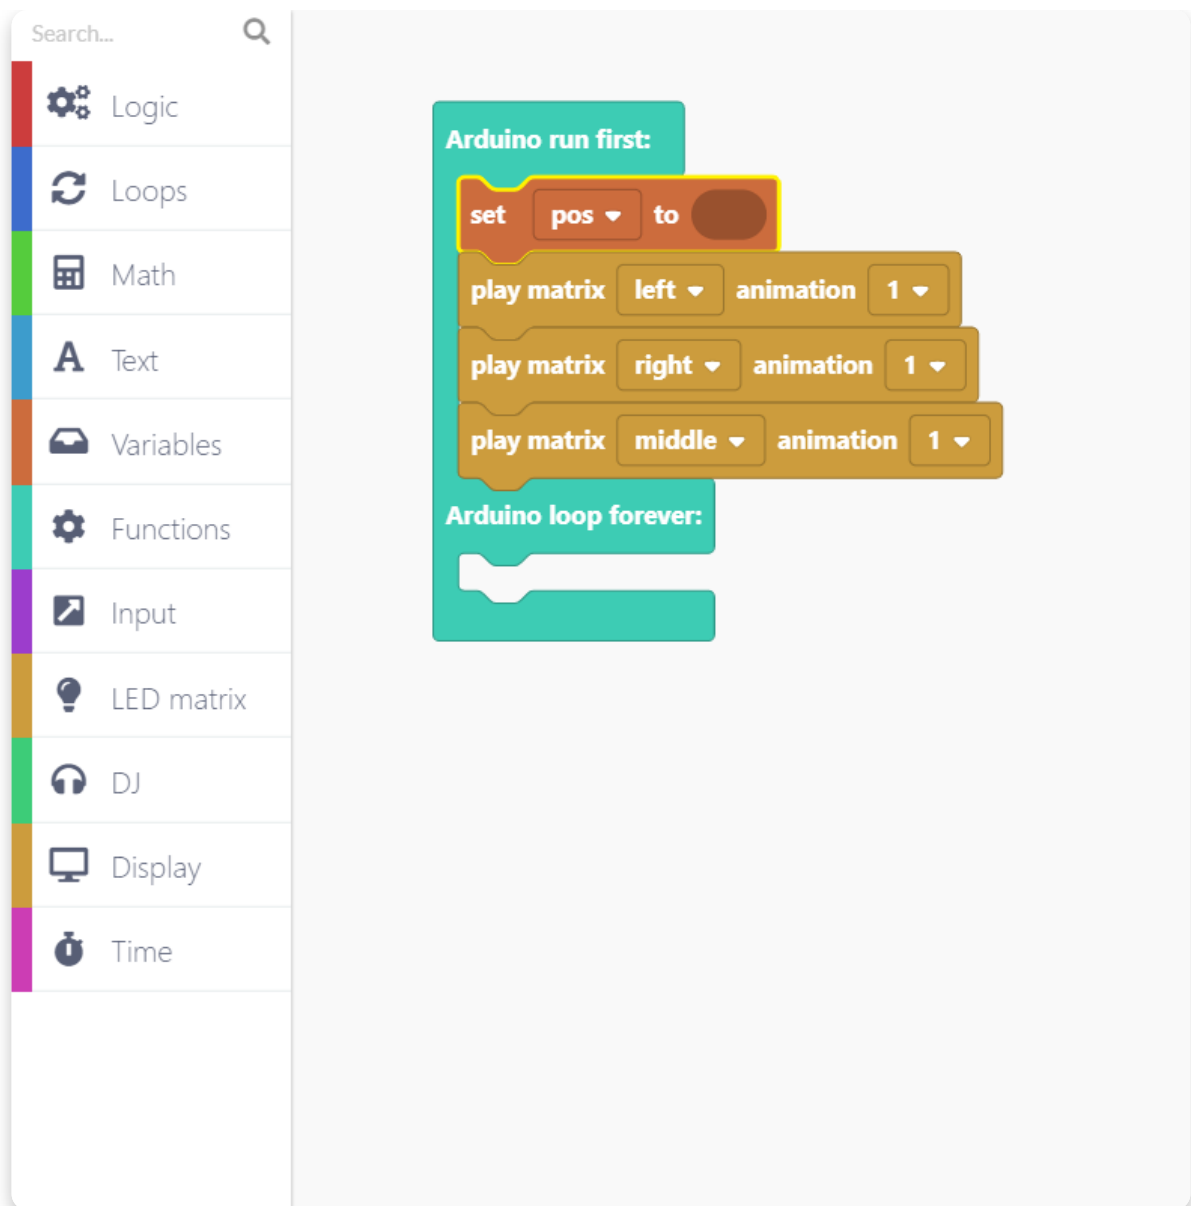 Search...
Logic
Loops
Math
Text
Variables
Functions
Input
LED matrix
DJ
Display
Time
Arduino run first:
set pos to
play matrix left animation 1
play matrix right animation 1
play matrix middle animation 1
Arduino loop forever: